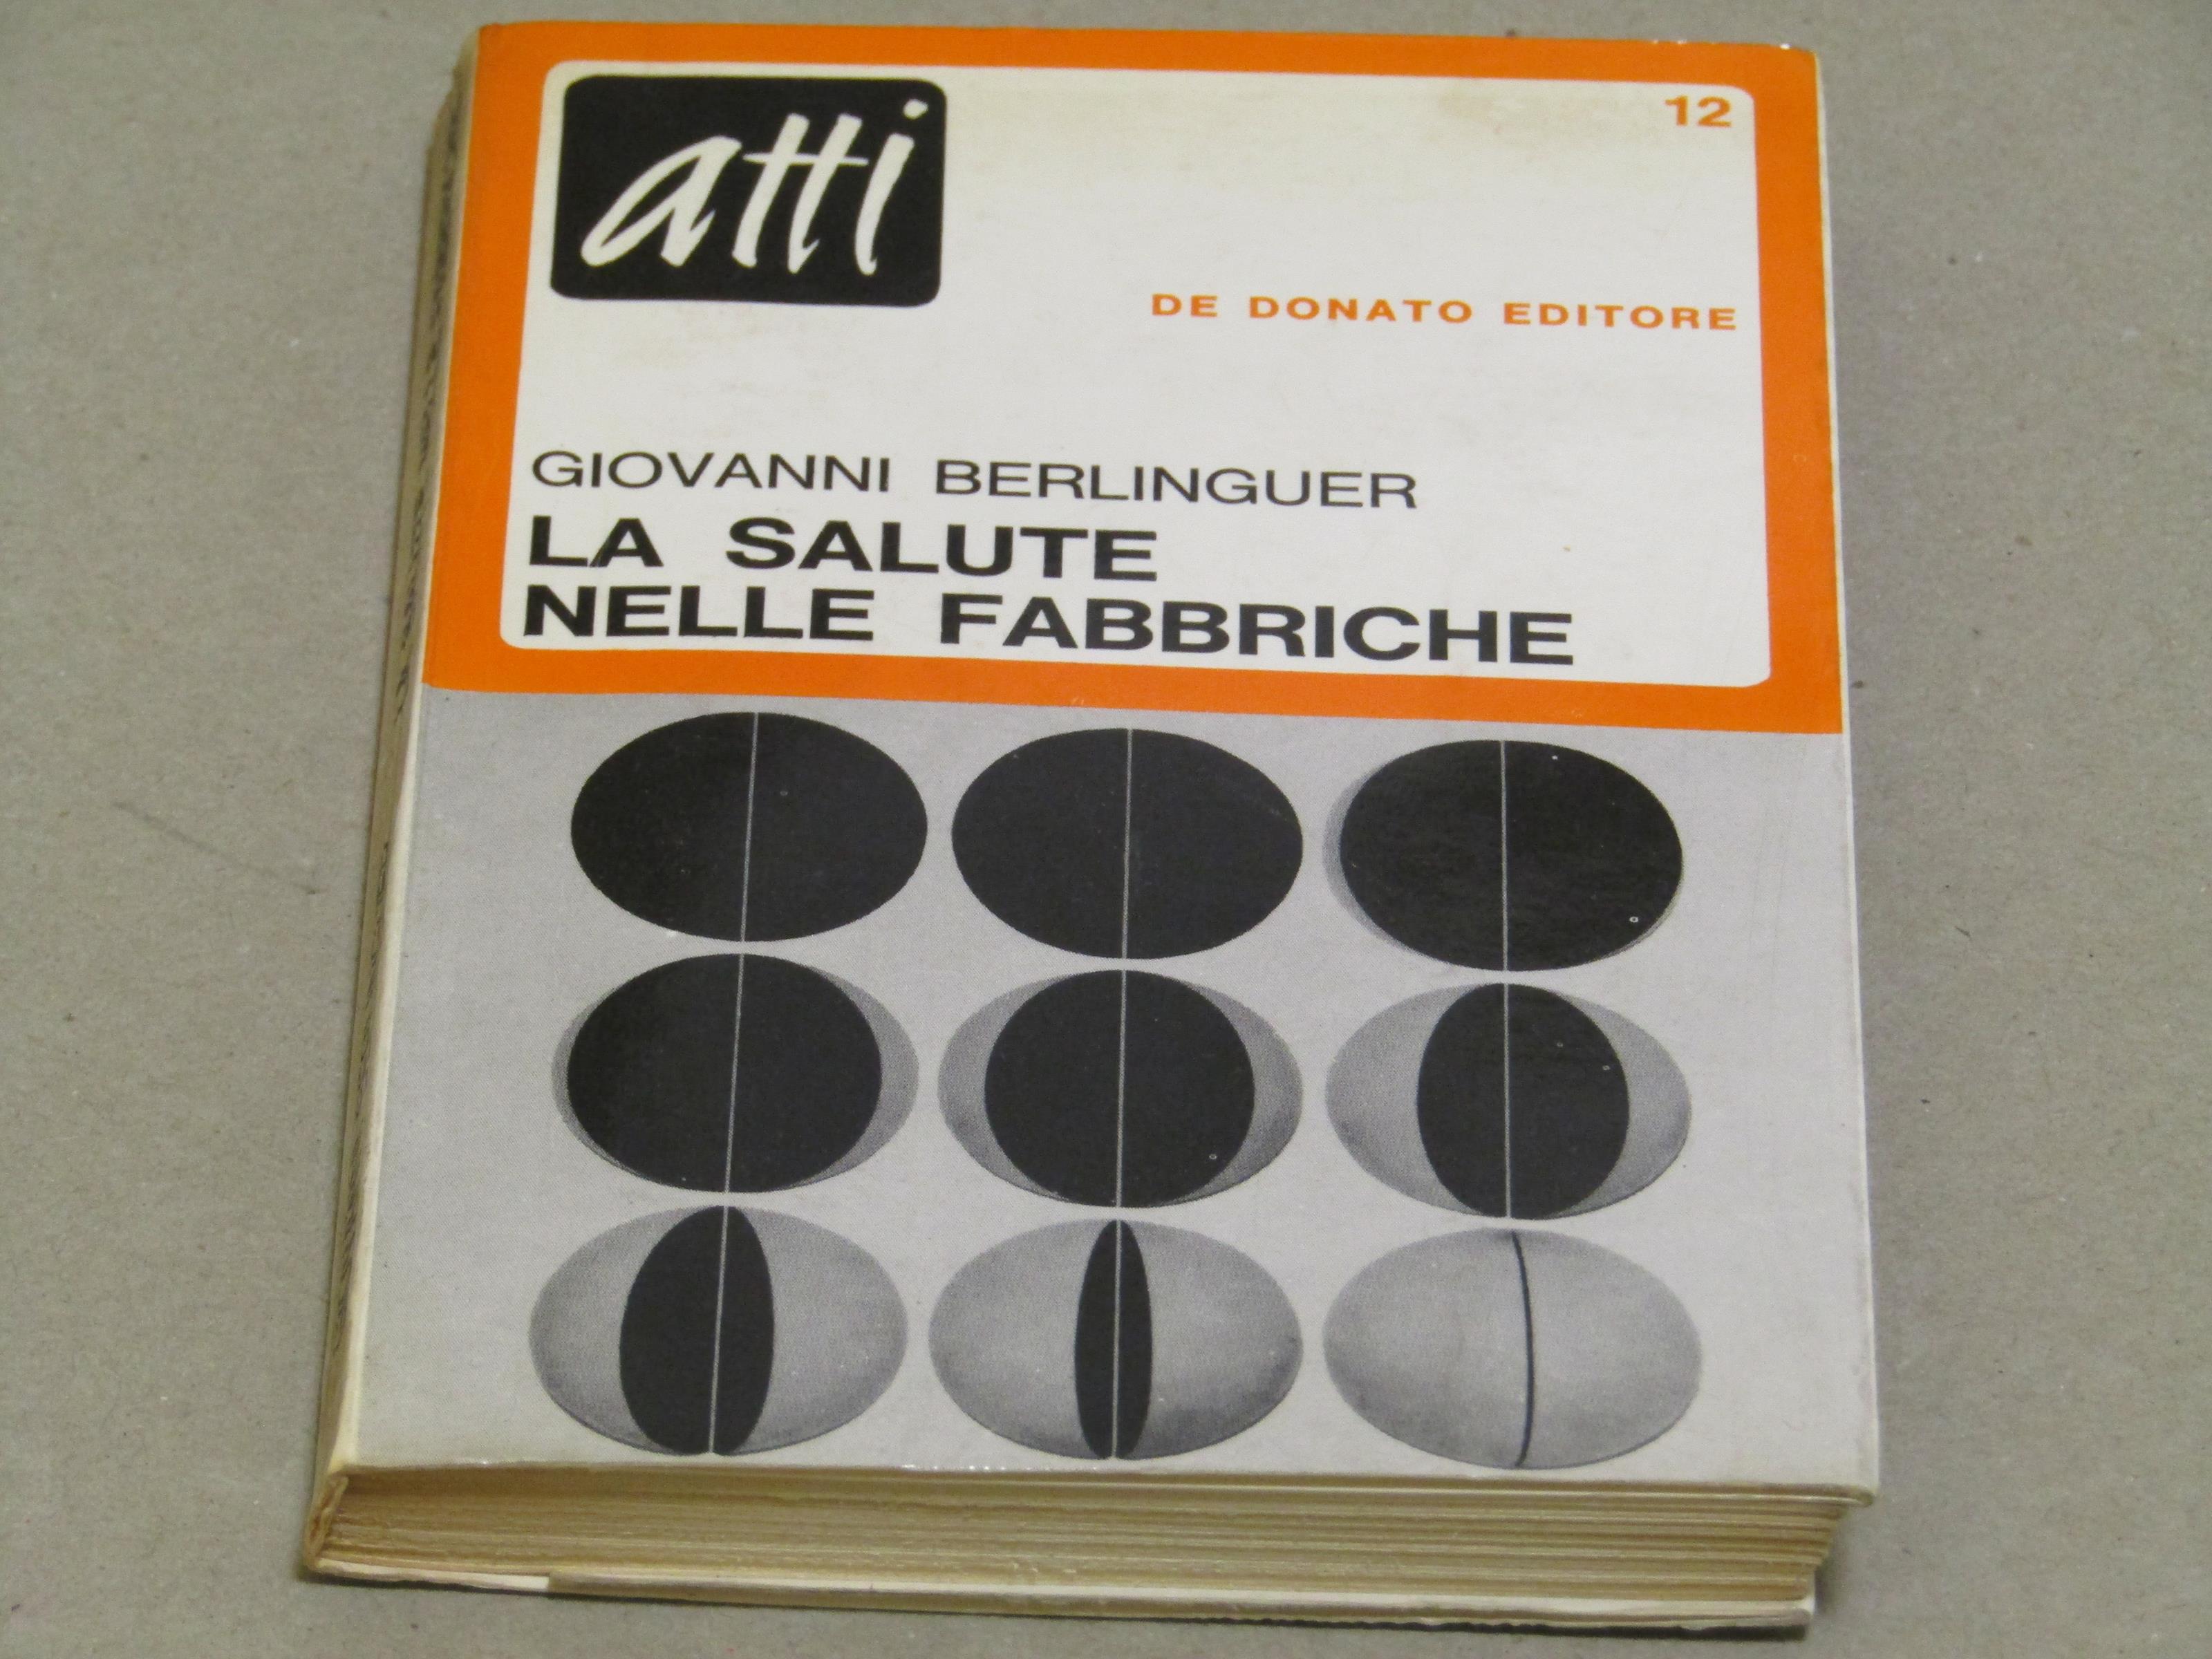 atti
12
DE DONATO EDITORE
GIOVANNI BERLINGUER
LA SALUTE
NELLE FABBRICHE